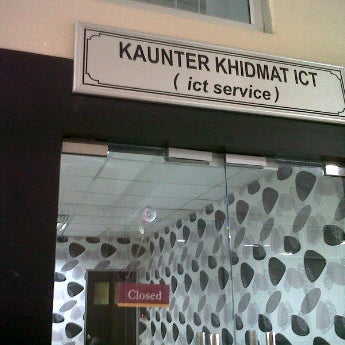 KAUNTER KHIDMAT ICT
( ict service )
Closed